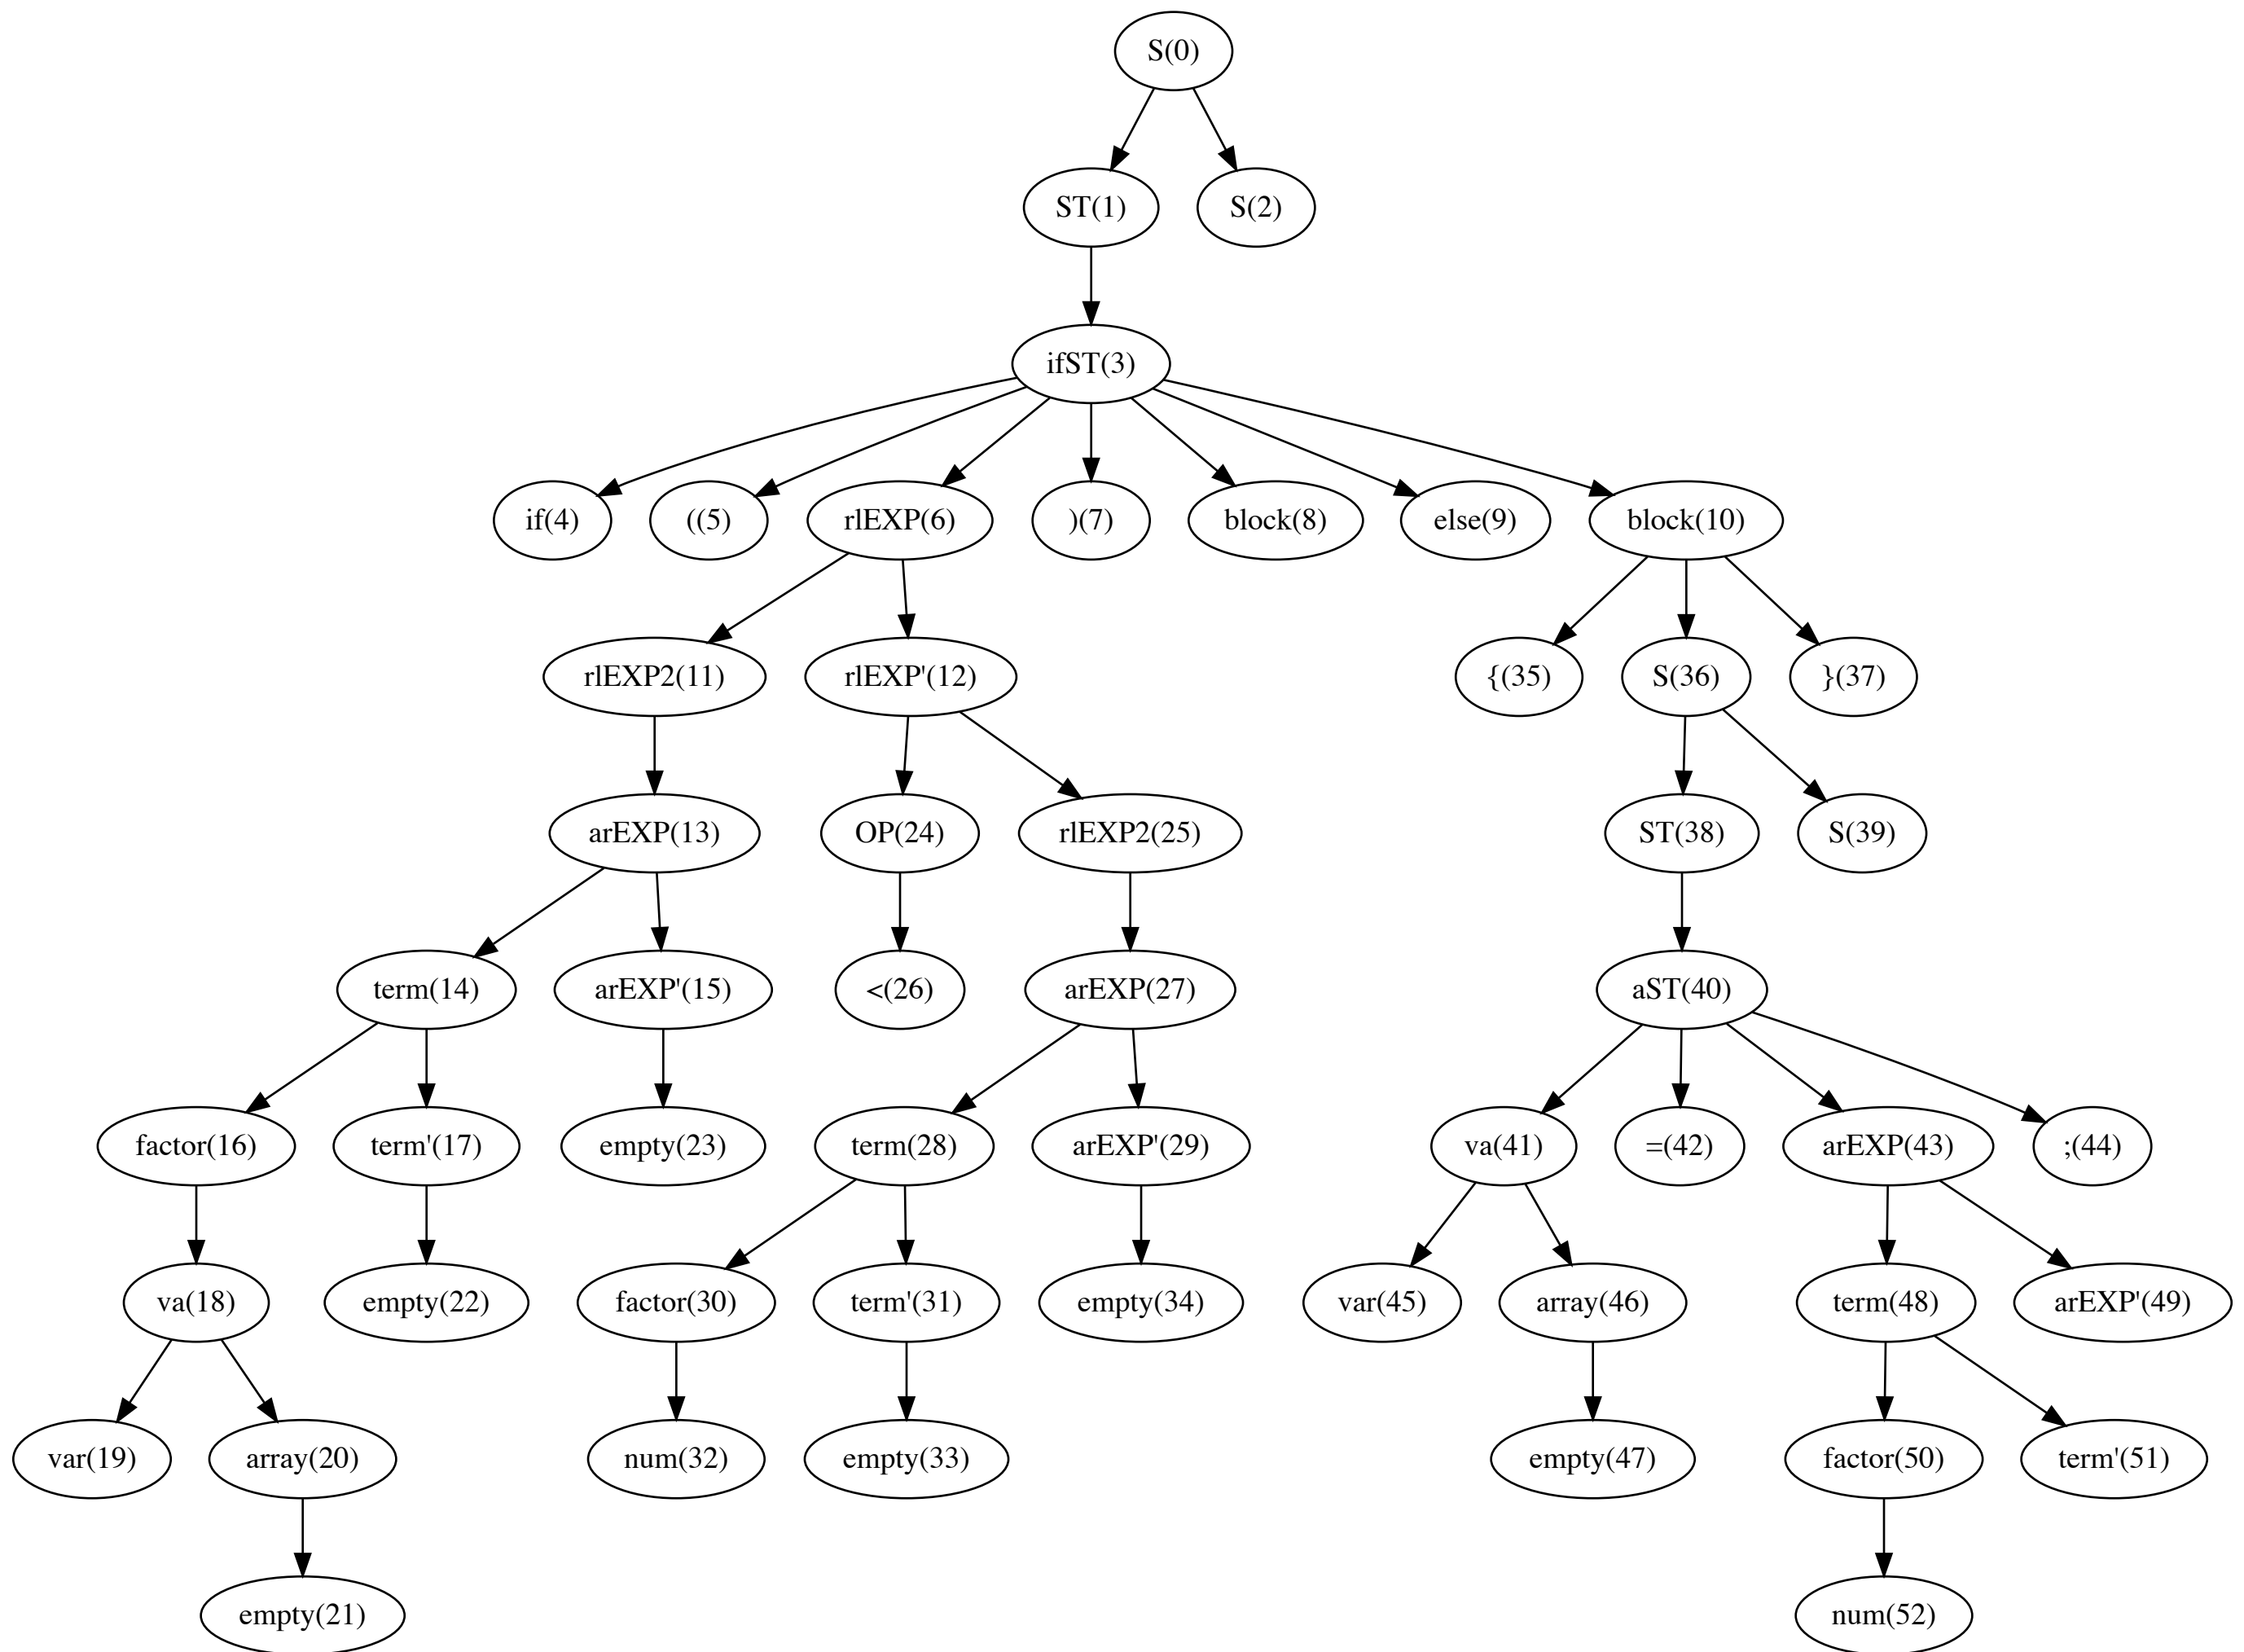 S(0)
ST(1) S(2)
ifST(3)
if(4) ((5) rlEXP(6) )(7) block(8) else(9) block(10)
rlEXP2(11) rlEXP'(12) {(35) S(36) }(37)
arEXP(13) OP(24) rlEXP2(25) ST(38) S(39)
term(14) arEXP'(15) <(26) arEXP(27) aST(40)
factor(16) term'(17) empty(23) term(28) arEXP'(29) va(41) =(42) arEXP(43) ;(44)
va(18) empty(22) factor(30) term'(31) empty(34) var(45) array(46) term(48) arEXP'(49)
var(19) array(20) num(32) empty(33) empty(47) factor(50) term'(51)
empty(21) num(52)